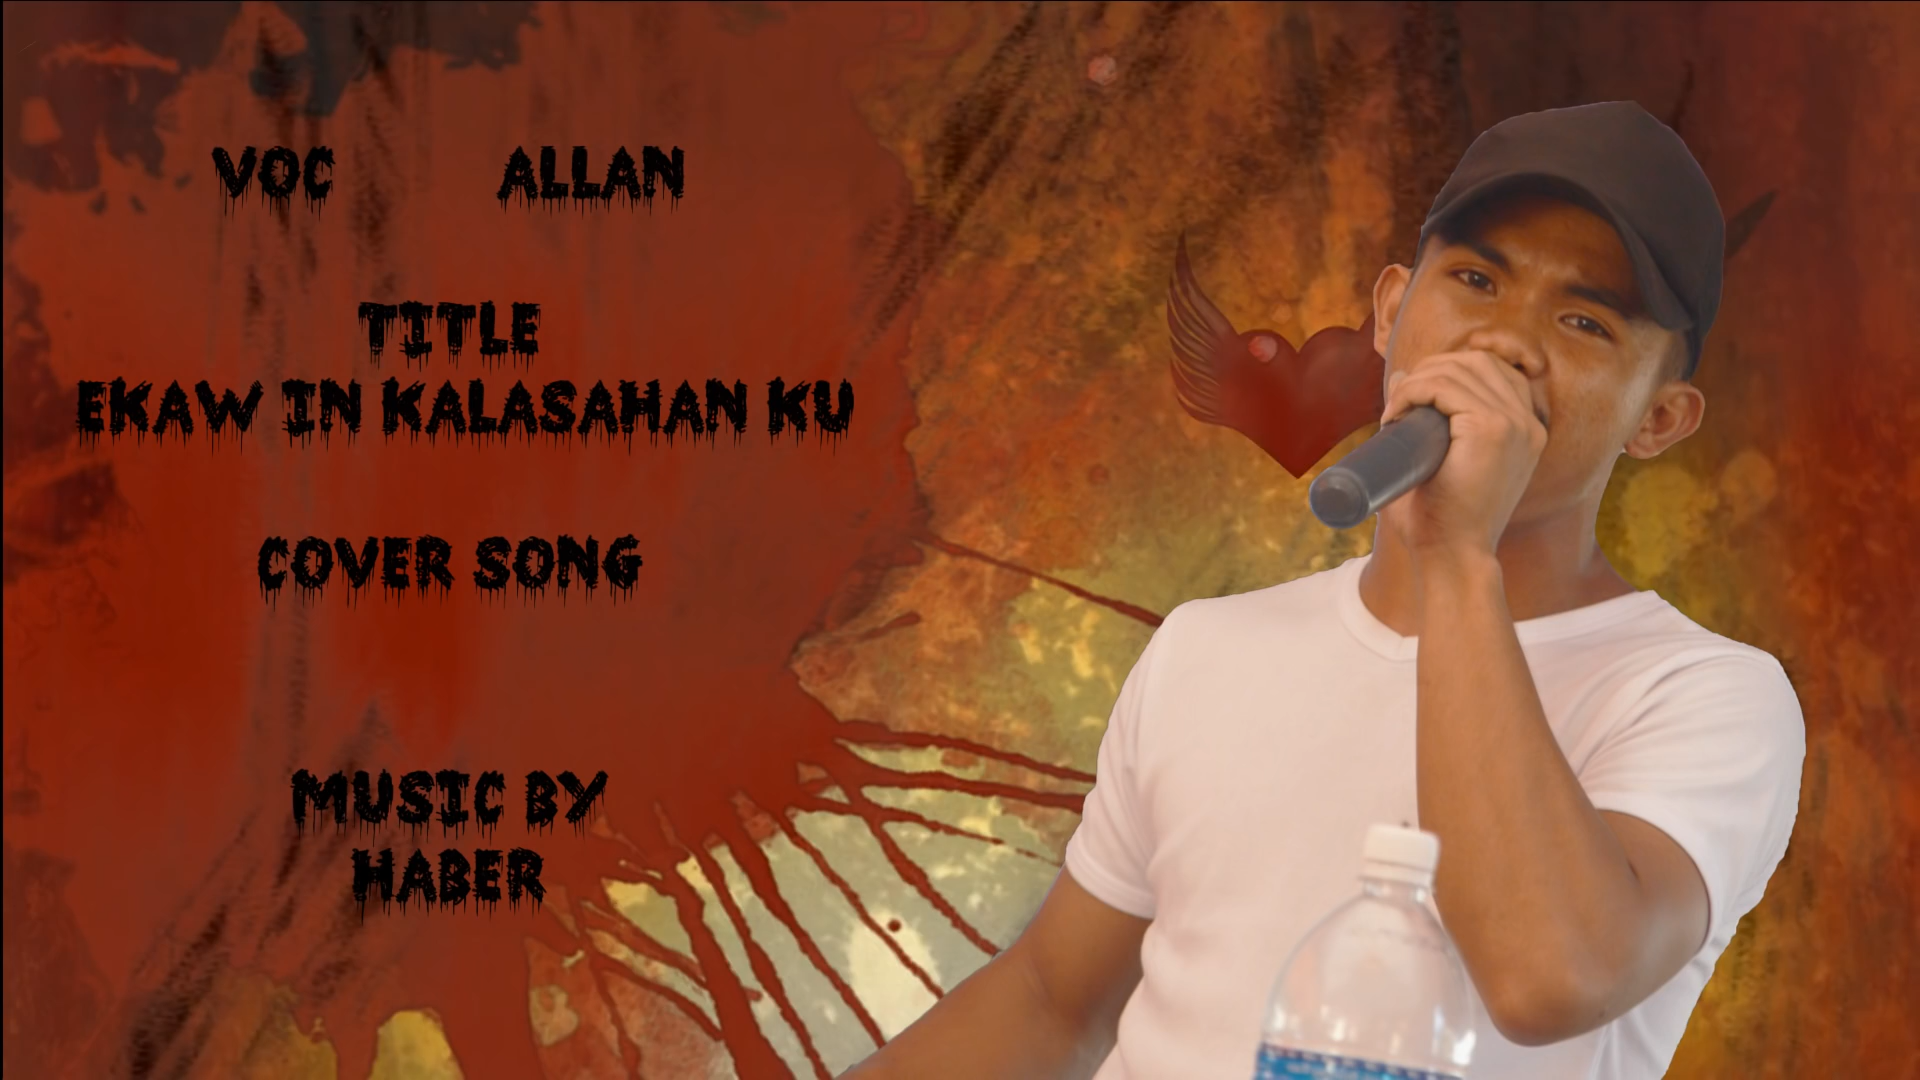 VOC ALLAN
TITLE
EKAW IN KALASAHAN KU
COVER SONG
MUSIC BY
HABER